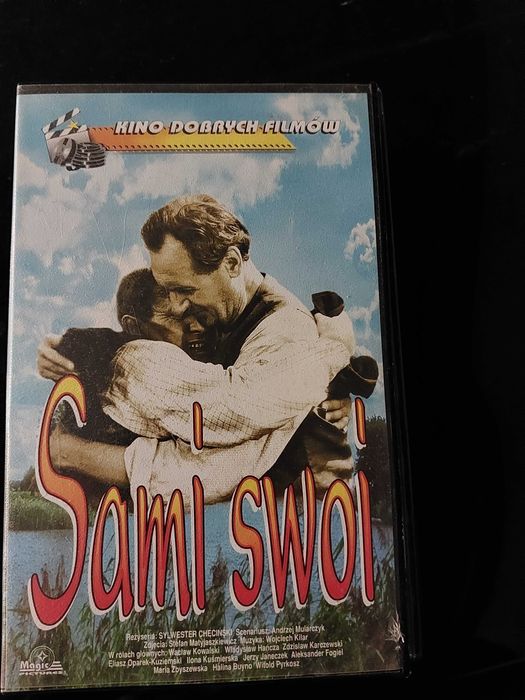 KINO DOBRYCH FILMÓW
Sami swoi
Reżyseria: SYLWESTER CHĘCIŃSKI Scenariusz: Andrzej Mularczyk
Zdjęcia: Stefan Matyjaszkiewicz Muzyka: Wojciech Kilar
W rolach głównych: Wacław Kowalski Władysław Hańcza Zdzisław Karczewski
Eliasz Oparek-Kuziemski Ilona Kuśmierska Jerzy Janeczek Aleksander Fogiel
Maria Zbyszewska Halina Buyno Witold Pyrkosz
Magic
PICTURES